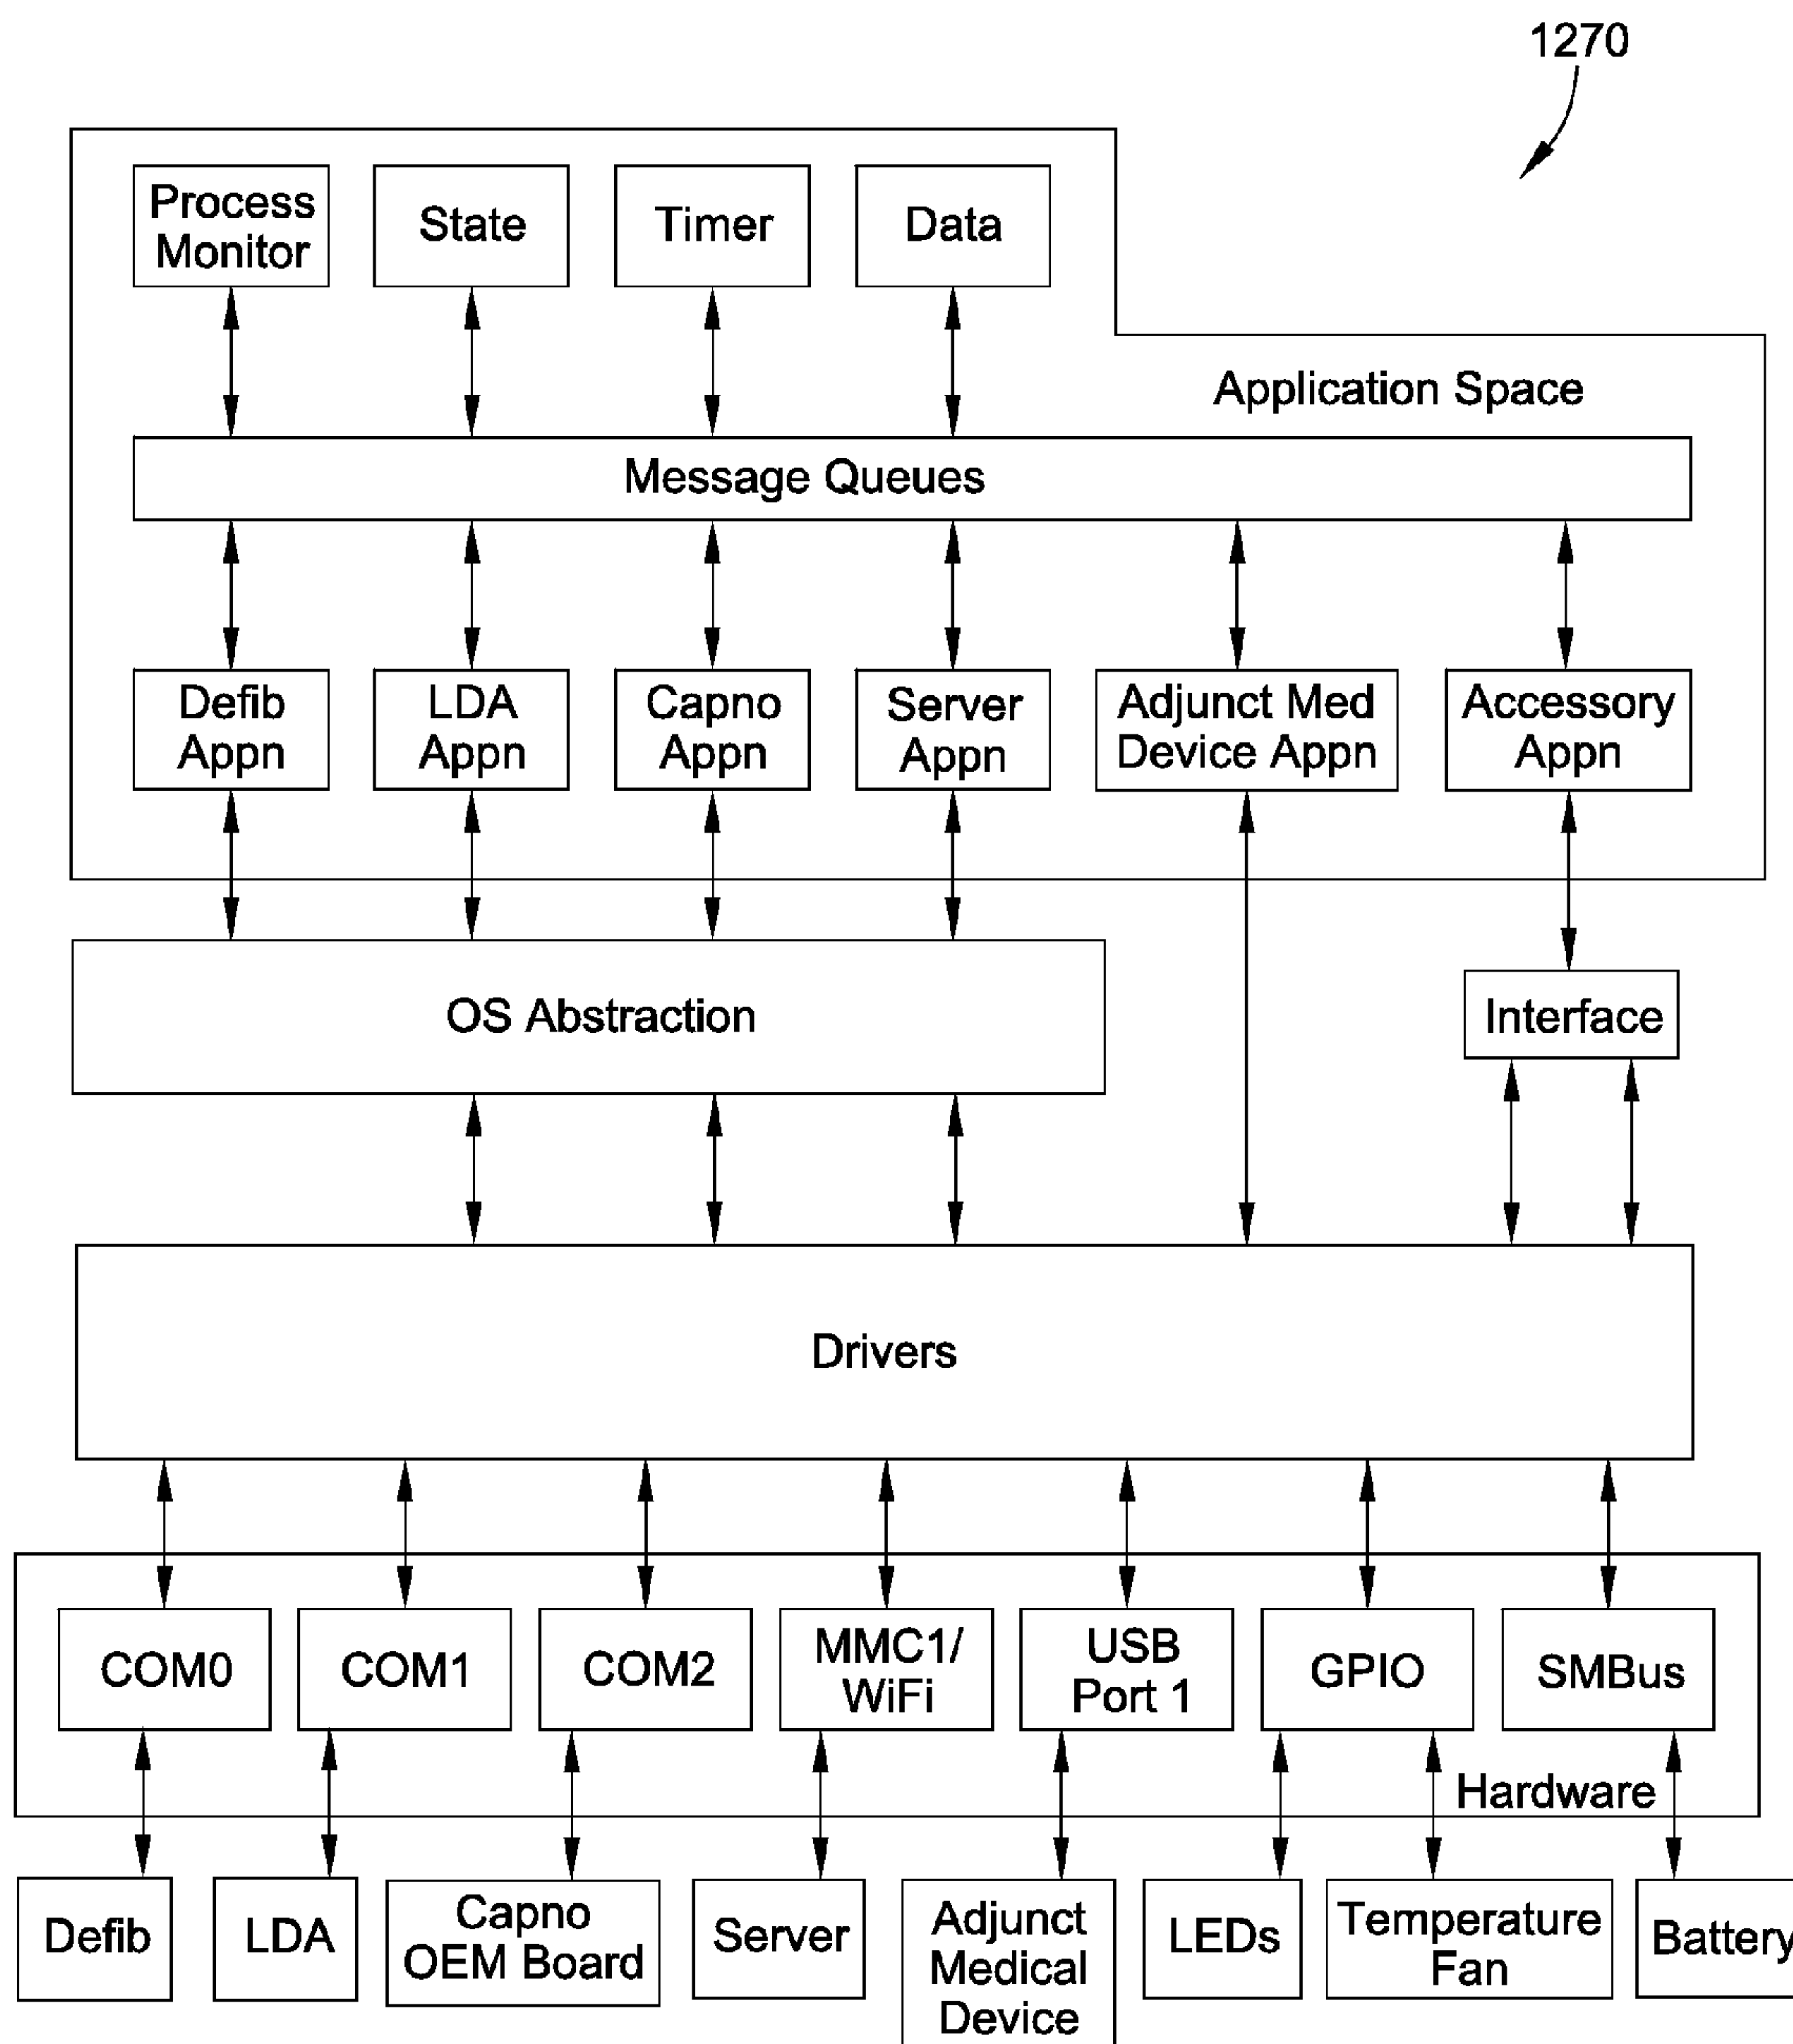 1270
Process
Monitor
State
Timer
Data
Application Space
Message Queues
Defib
Appn
LDA
Appn
Capno
Appn
Server
Appn
Adjunct Med
Device Appn
Accessory
Appn
OS Abstraction
Interface
Drivers
COM0
COM1
COM2
MMC1/
WiFi
USB
Port 1
GPIO
SMBus
Hardware
Defib
LDA
Capno
OEM Board
Server
Adjunct
Medical
Device
LEDs
Temperature
Fan
Battery